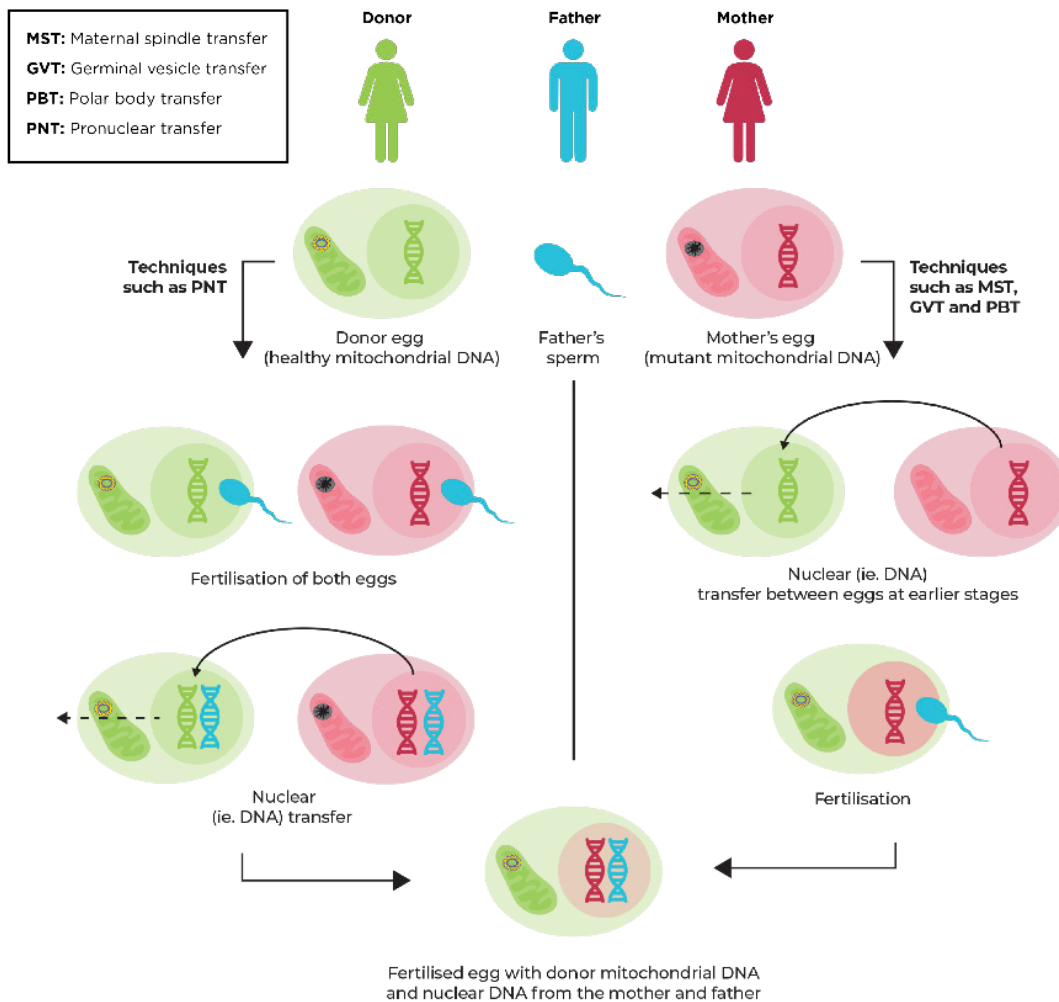 MST: Maternal spindle transfer
GVT: Germinal vesicle transfer
PBT: Polar body transfer
PNT: Pronuclear transfer
Donor
Father
Mother
Techniques
such as PNT
Techniques
such as MST,
GVT and PBT
Donor egg
(healthy mitochondrial DNA)
Father's
sperm
Mother's egg
(mutant mitochondrial DNA)
Fertilisation of both eggs
Nuclear (ie. DNA)
transfer between eggs at earlier stages
Nuclear
(ie. DNA) transfer
Fertilisation
Fertilised egg with donor mitochondrial DNA
and nuclear DNA from the mother and father